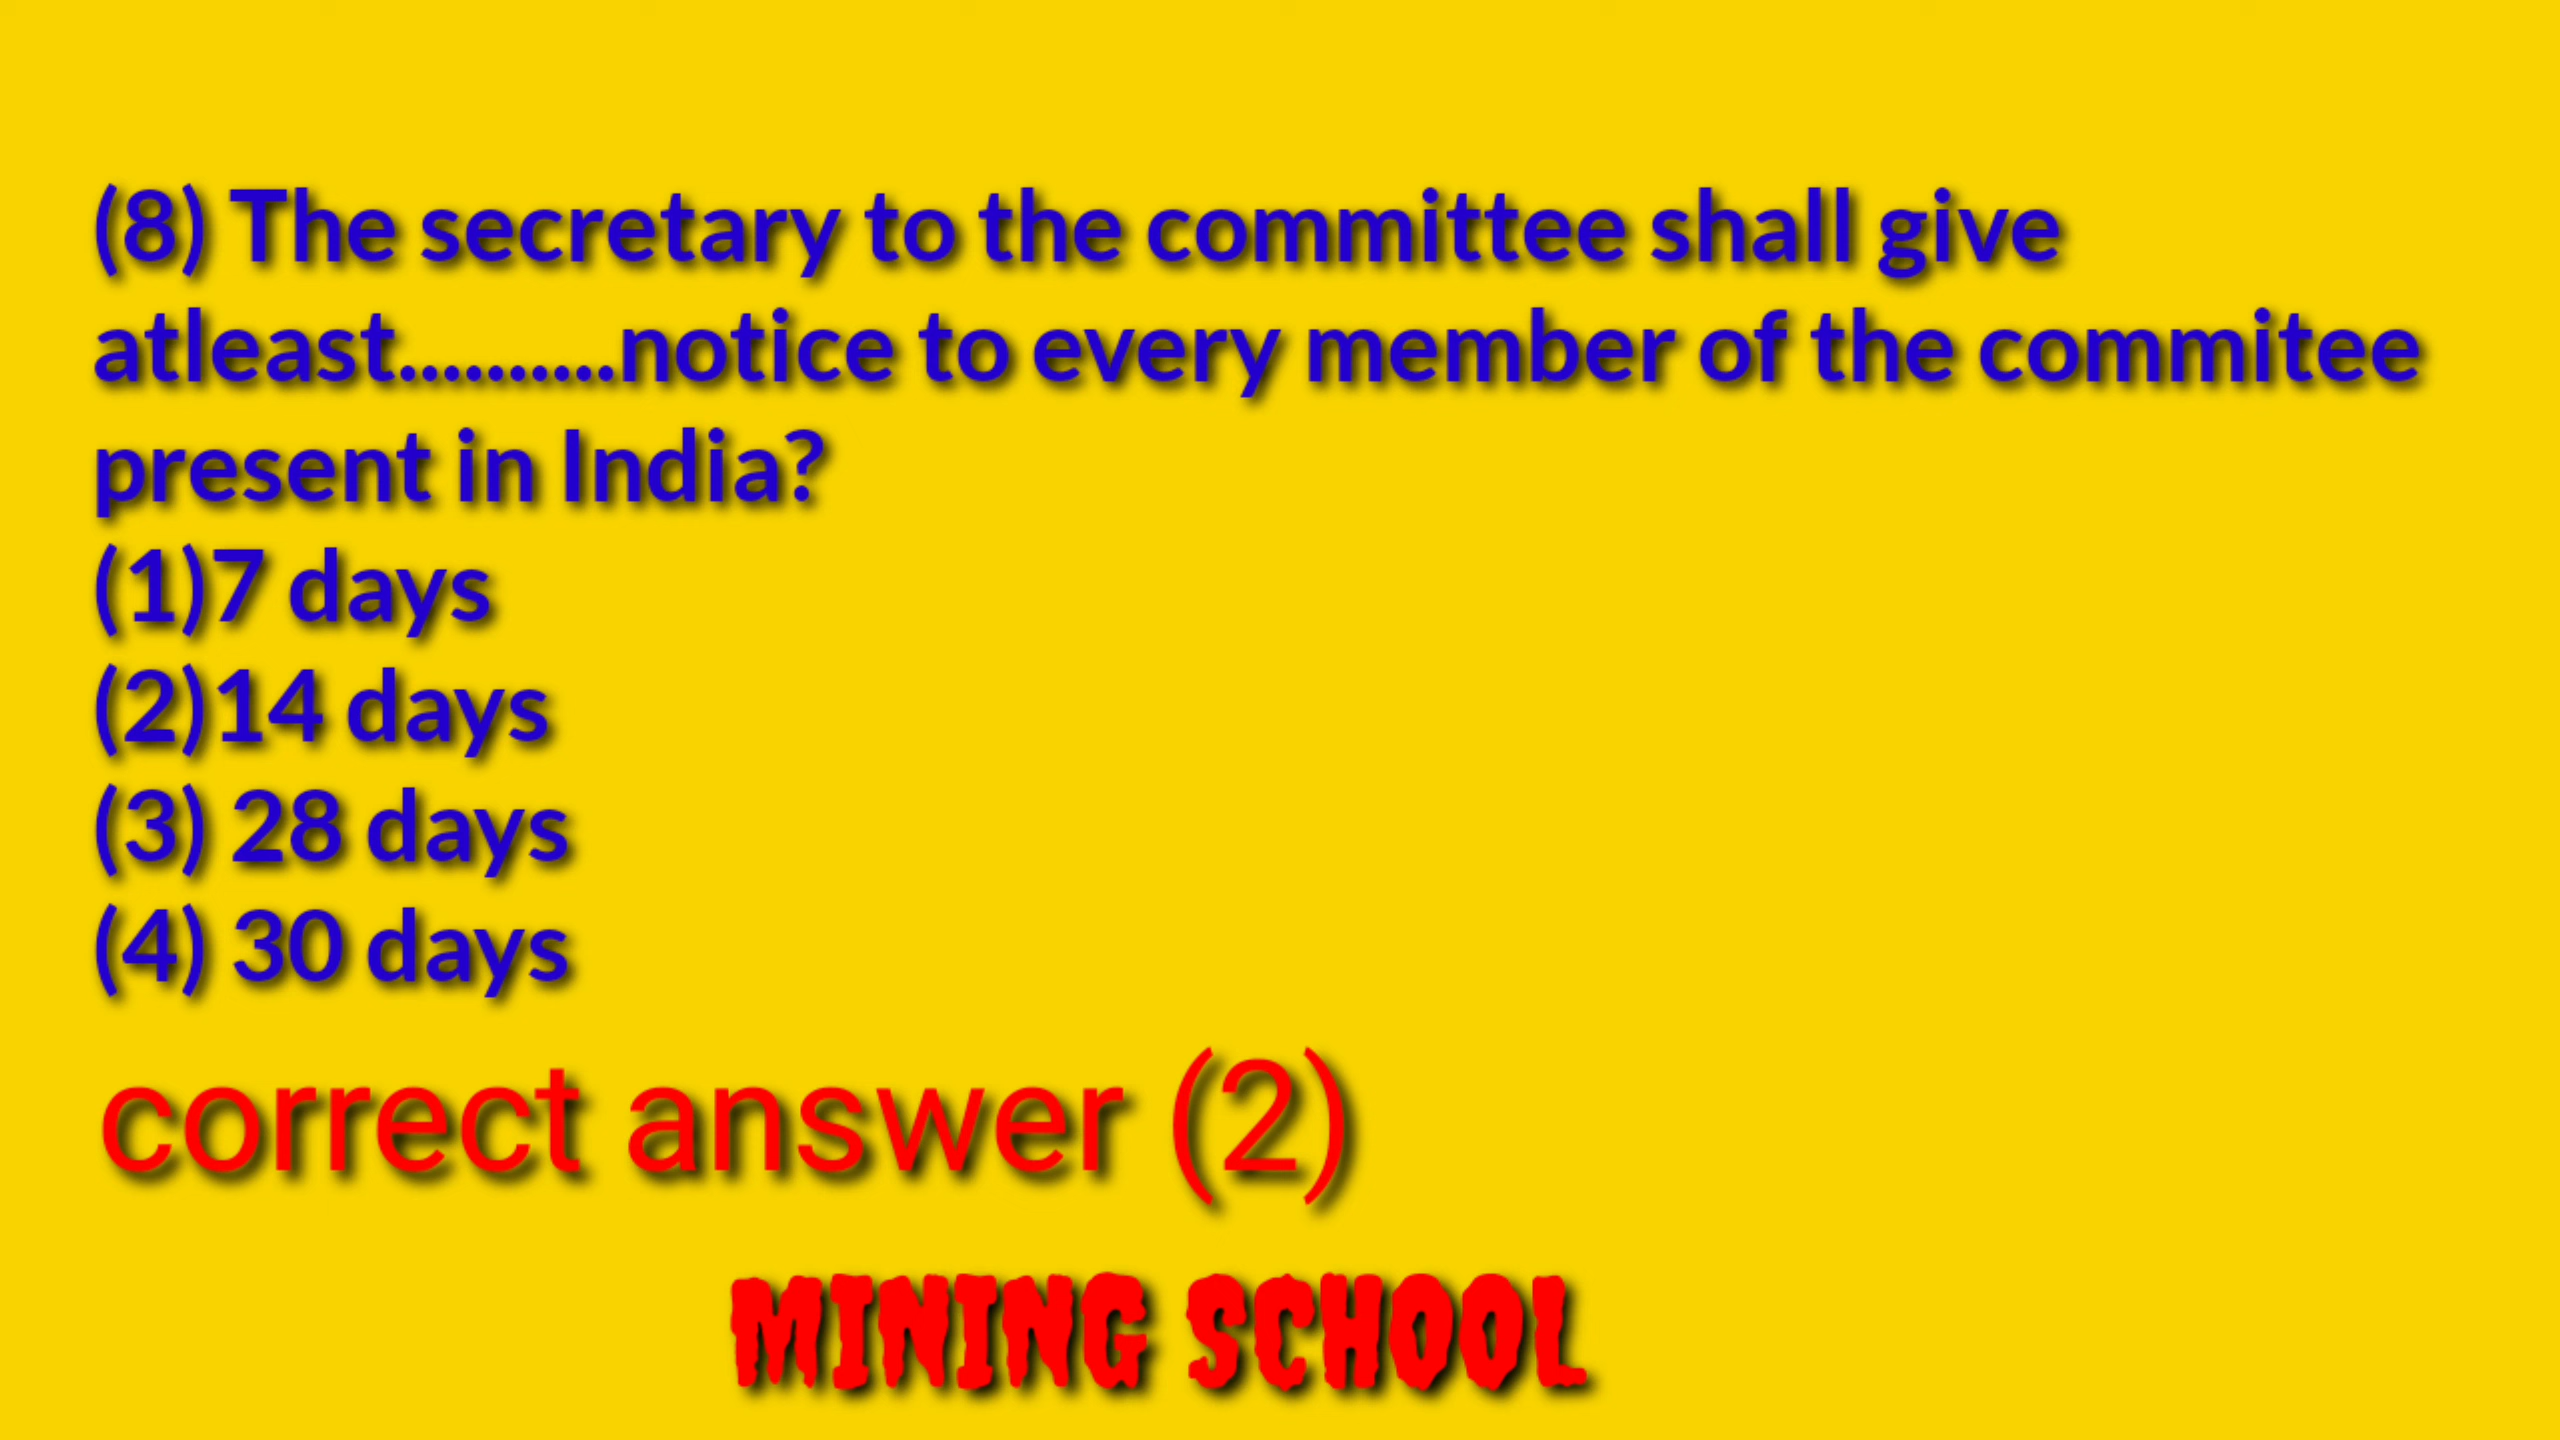 (8) The secretary to the committee shall give
atleast..........notice to every member of the commitee
present in India?
(1)7 days
(2)14 days
(3) 28 days
(4) 30 days
correct answer (2)
MINING SCHOOL